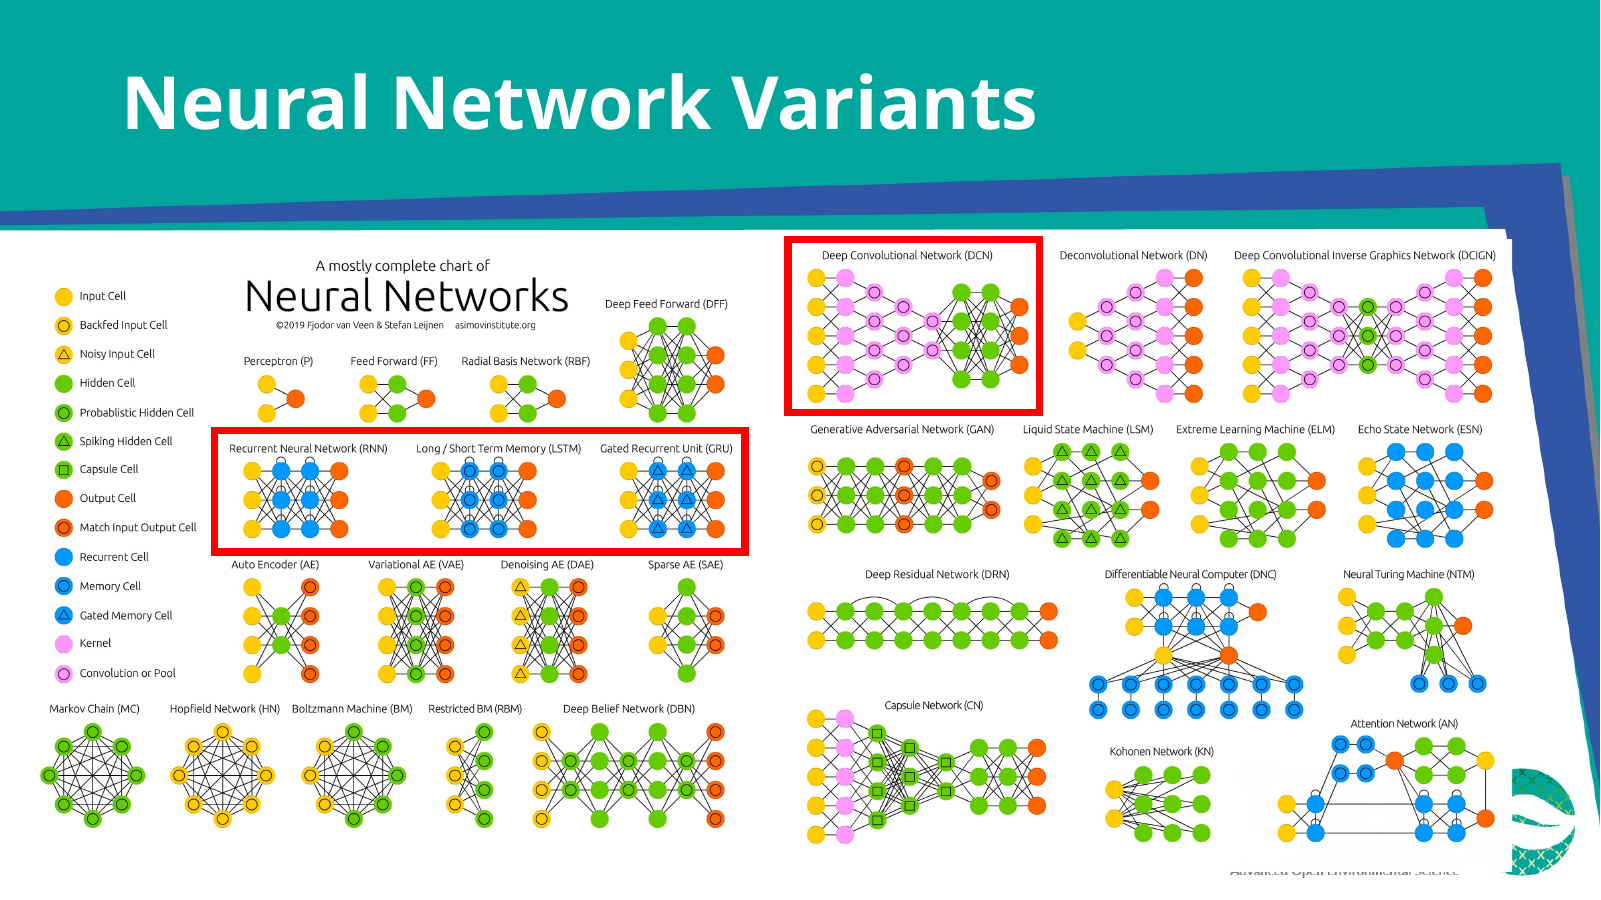 Neural Network Variants
A mostly complete chart of
Neural Networks
©2019 Fjodor van Veen & Stefan Leijnen asimovinstitute.org
Input Cell
Backfed Input Cell
Noisy Input Cell
Hidden Cell
Probablistic Hidden Cell
Spiking Hidden Cell
Capsule Cell
Output Cell
Match Input Output Cell
Recurrent Cell
Memory Cell
Gated Memory Cell
Kernel
Convolution or Pool
Deep Feed Forward (DFF)
Perceptron (P)
Feed Forward (FF)
Radial Basis Network (RBF)
Recurrent Neural Network (RNN)
Long / Short Term Memory (LSTM)
Gated Recurrent Unit (GRU)
Auto Encoder (AE)
Variational AE (VAE)
Denoising AE (DAE)
Sparse AE (SAE)
Markov Chain (MC)
Hopfield Network (HN)
Boltzmann Machine (BM)
Restricted BM (RBM)
Deep Belief Network (DBN)
Deep Convolutional Network (DCN)
Deconvolutional Network (DN)
Deep Convolutional Inverse Graphics Network (DCIGN)
Generative Adversarial Network (GAN)
Liquid State Machine (LSM)
Extreme Learning Machine (ELM)
Echo State Network (ESN)
Deep Residual Network (DRN)
Differentiable Neural Computer (DNC)
Neural Turing Machine (NTM)
Capsule Network (CN)
Kohonen Network (KN)
Attention Network (AN)
Advanced Open Environmental Science